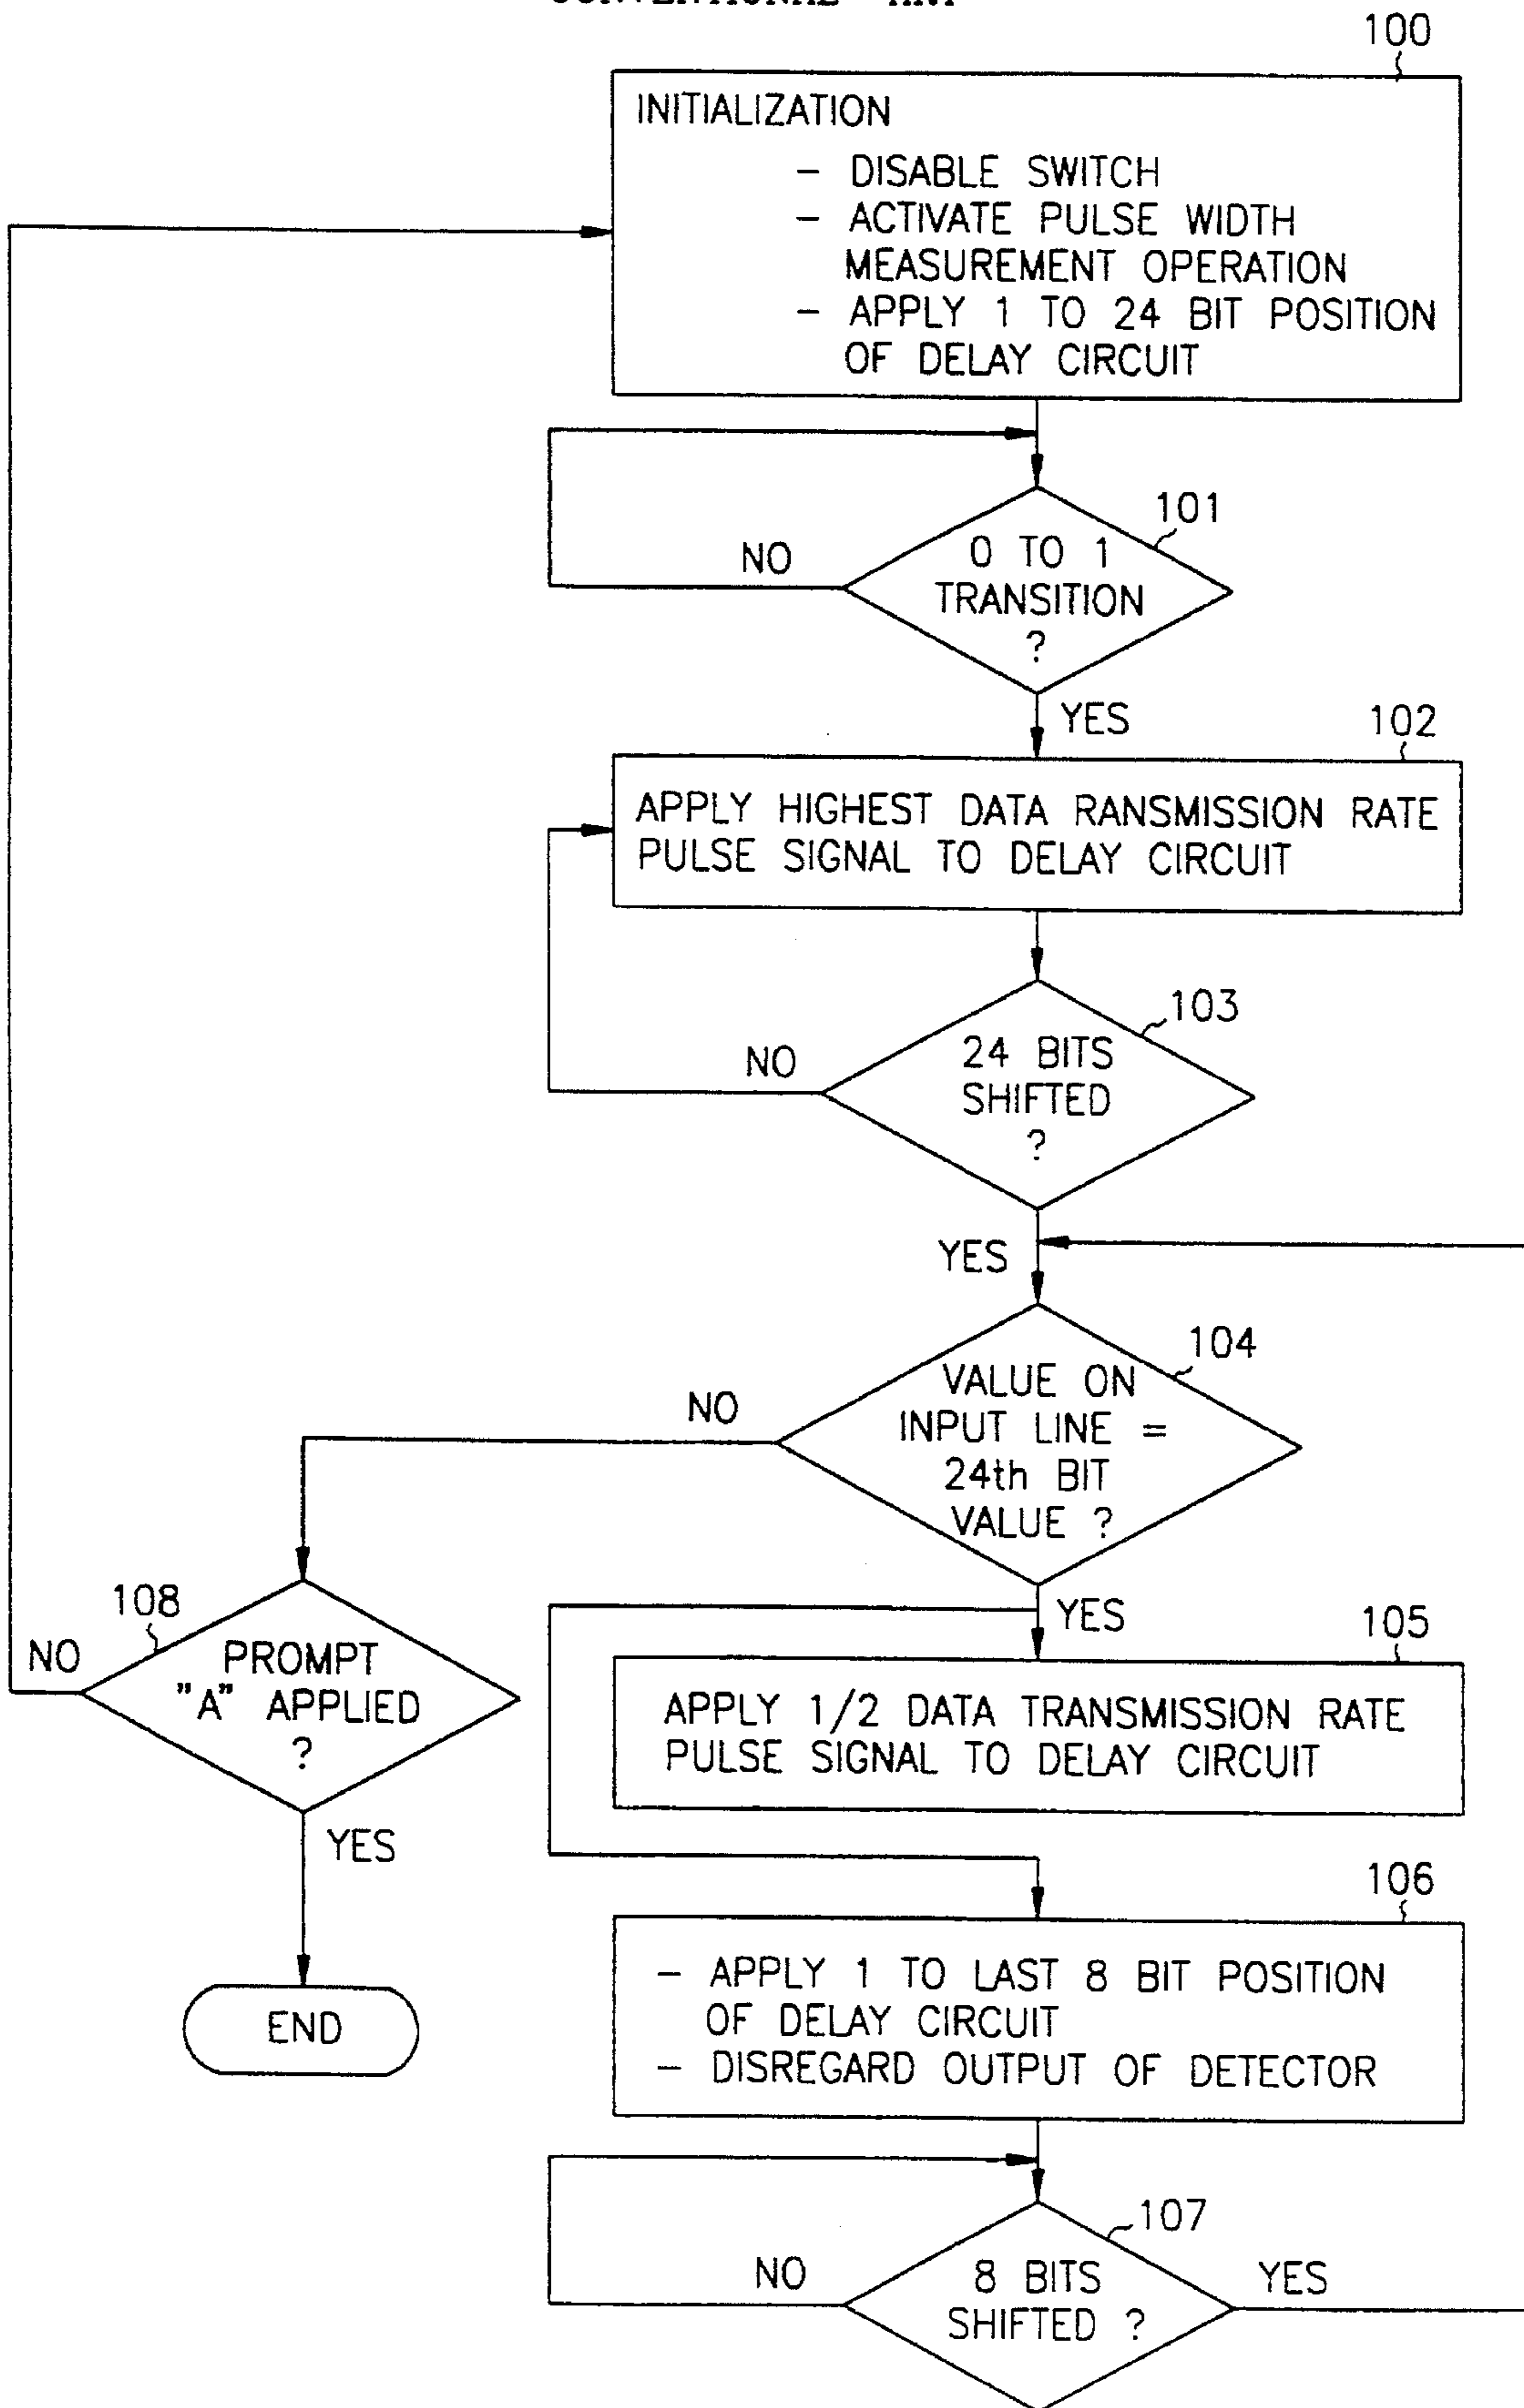 100
INITIALIZATION
- DISABLE SWITCH
- ACTIVATE PULSE WIDTH
MEASUREMENT OPERATION
- APPLY 1 TO 24 BIT POSITION
OF DELAY CIRCUIT
101
0 TO 1
TRANSITION
?
NO
YES
102
APPLY HIGHEST DATA RANSMISSION RATE
PULSE SIGNAL TO DELAY CIRCUIT
103
24 BITS
SHIFTED
?
NO
YES
104
VALUE ON
INPUT LINE =
24th BIT
VALUE ?
NO
YES
108
PROMPT
"A" APPLIED
?
NO
YES
END
105
APPLY 1/2 DATA TRANSMISSION RATE
PULSE SIGNAL TO DELAY CIRCUIT
106
- APPLY 1 TO LAST 8 BIT POSITION
OF DELAY CIRCUIT
- DISREGARD OUTPUT OF DETECTOR
107
8 BITS
SHIFTED ?
NO
YES